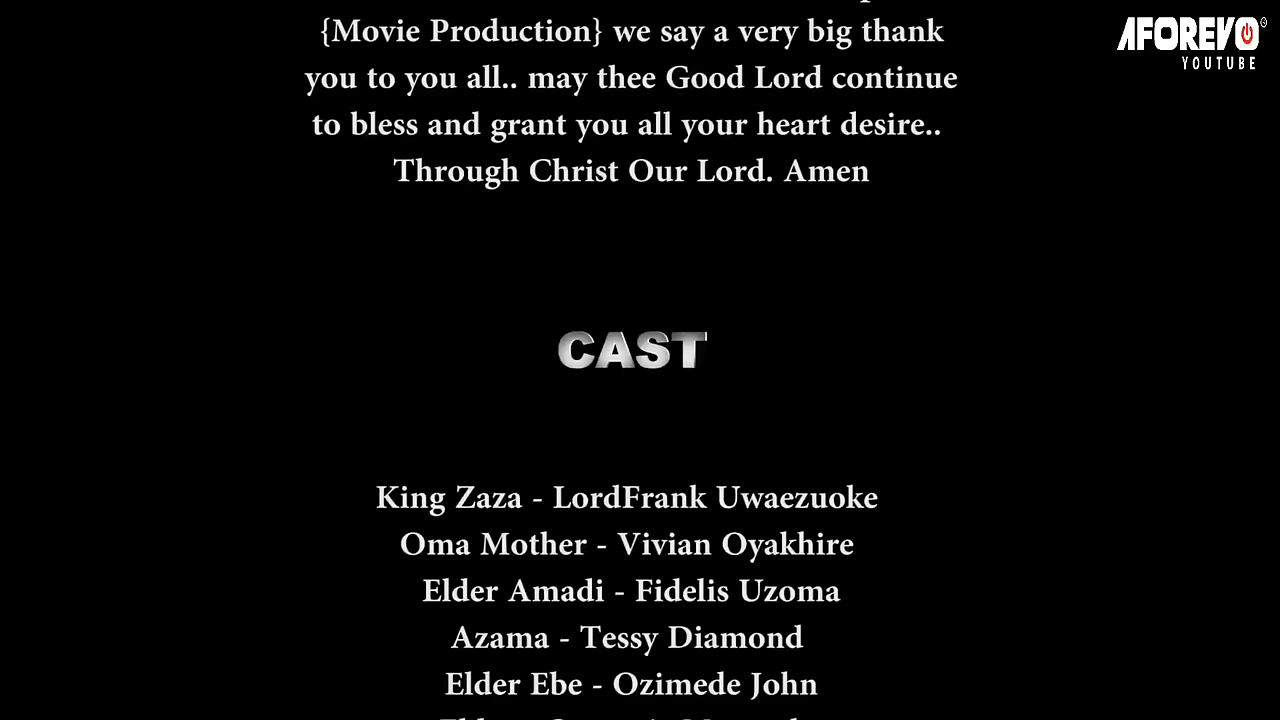 AFOREVO
YOUTUBE
{Movie Production} we say a very big thank
you to you all.. may thee Good Lord continue
to bless and grant you all your heart desire..
Through Christ Our Lord. Amen
CAST
King Zaza - LordFrank Uwaezuoke
Oma Mother - Vivian Oyakhire
Elder Amadi - Fidelis Uzoma
Azama - Tessy Diamond
Elder Ebe - Ozimede John